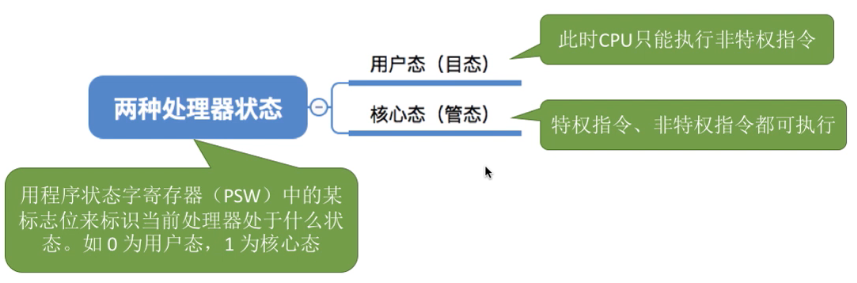 此时CPU只能执行非特权指令
用户态（目态）
两种处理器状态
核心态（管态）
特权指令、非特权指令都可执行
用程序状态字寄存器（PSW）中的某
标志位来标识当前处理器处于什么状
态。如 0 为用户态，1 为核心态